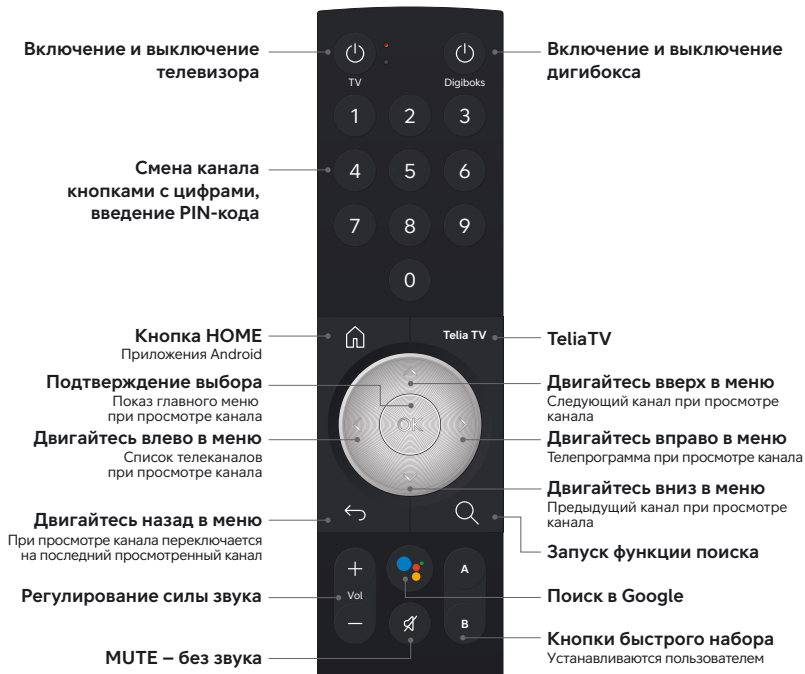 Включение и выключение
телевизора
Включение и выключение
дигибокса
TV
Digiboks
1 2 3
Смена канала
кнопками с цифрами,
введение PIN-кода
4 5 6
7 8 9
0
Кнопка HOME
Приложения Android
Telia TV
TeliaTV
Подтверждение выбора
Показ главного меню
при просмотре канала
OK
Двигайтесь вверх в меню
Следующий канал при просмотре
канала
Двигайтесь влево в меню
Список телеканалов
при просмотре канала
Двигайтесь вправо в меню
Телепрограмма при просмотре канала
Двигайтесь вниз в меню
Предыдущий канал при просмотре
канала
Двигайтесь назад в меню
При просмотре канала переключается
на последний просмотренный канал
Запуск функции поиска
+
Vol
–
A
B
Регулирование силы звука
Поиск в Google
MUTE – без звука
Кнопки быстрого набора
Устанавливаются пользователем